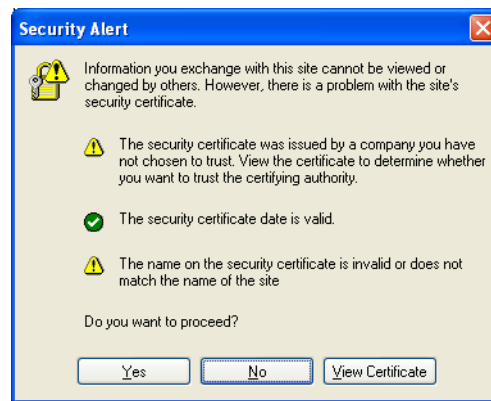 Security Alert
Information you exchange with this site cannot be viewed or
changed by others. However, there is a problem with the site's
security certificate.
The security certificate was issued by a company you have
not chosen to trust. View the certificate to determine whether
you want to trust the certifying authority.
The security certificate date is valid.
The name on the security certificate is invalid or does not
match the name of the site
Do you want to proceed?
Yes No View Certificate